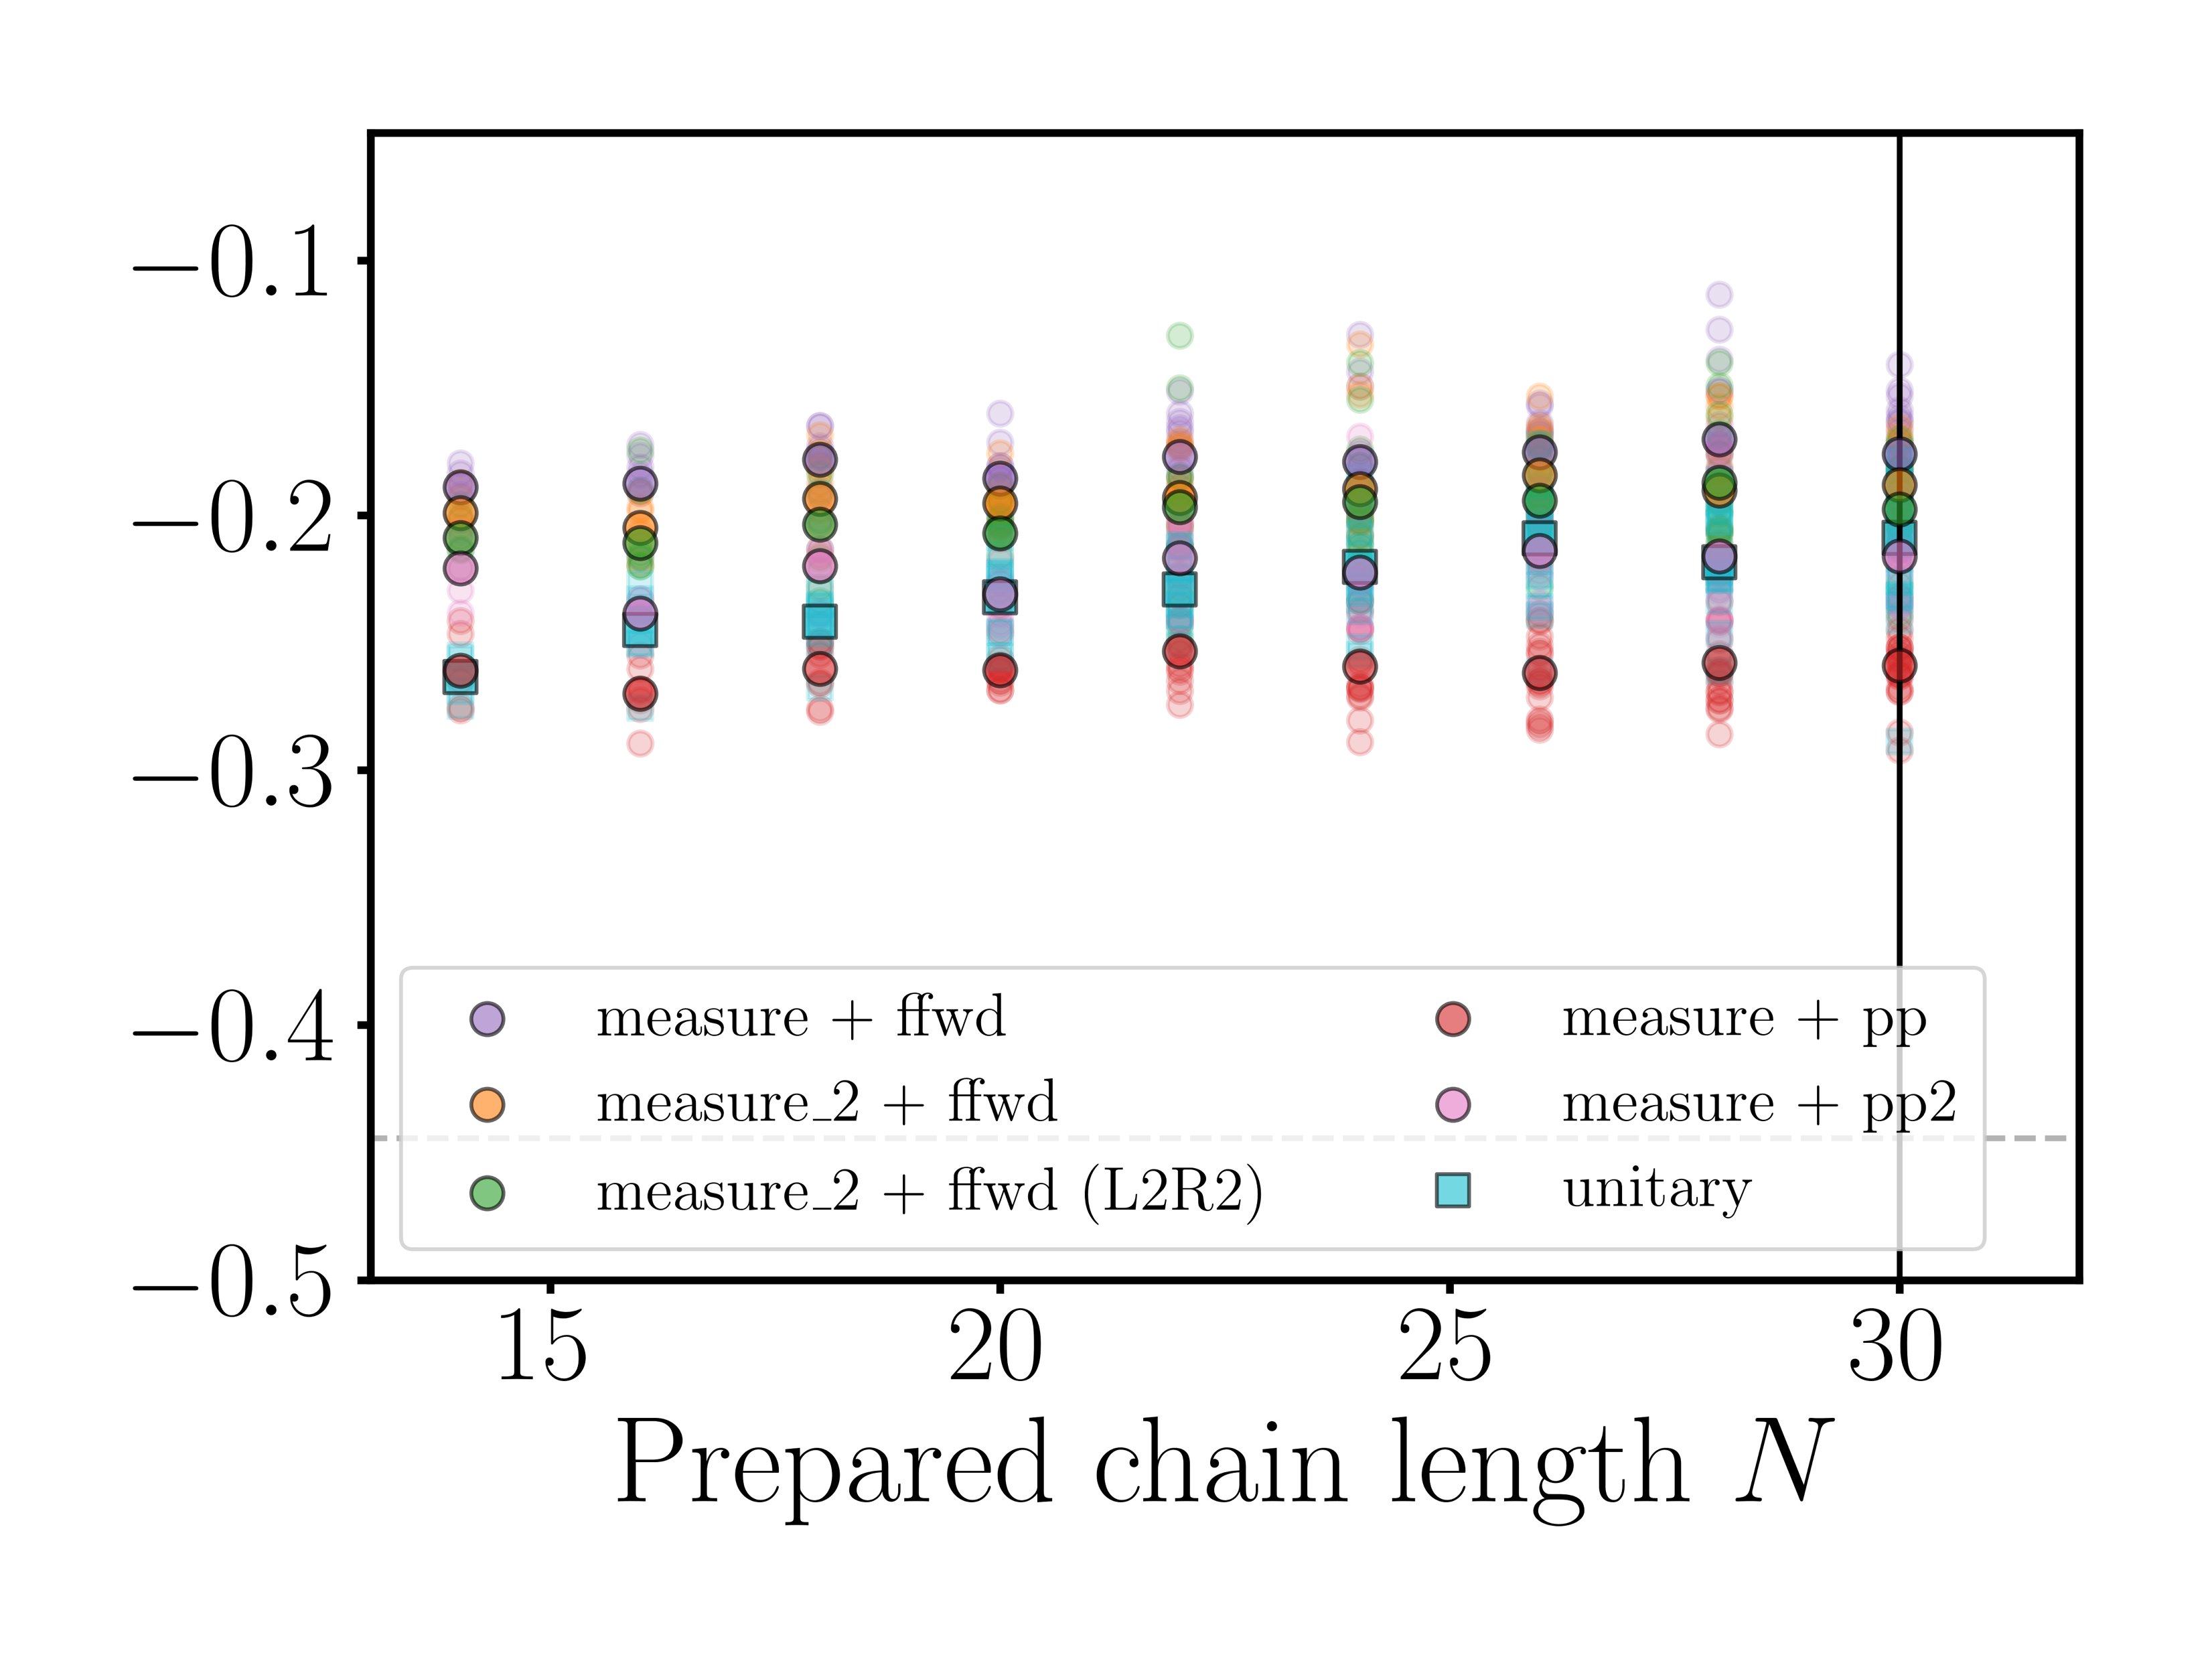 −0.1
−0.2
−0.3
−0.4
−0.5
measure + ffwd
measure_2 + ffwd
measure_2 + ffwd (L2R2)
measure + pp
measure + pp2
unitary
15 20 25 30
Prepared chain length N